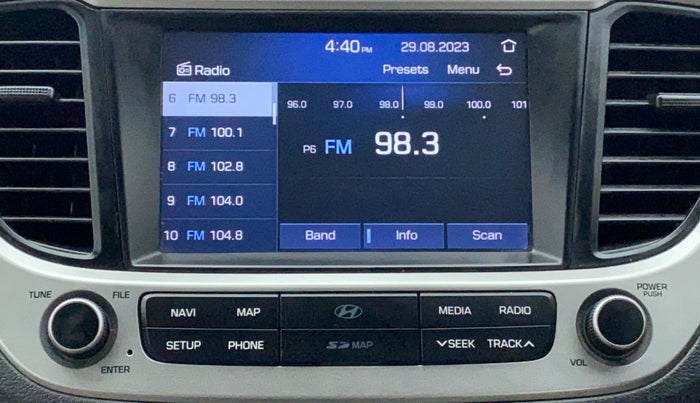 4:40 PM 29.08.2023
Radio Presets Menu
6 FM 98.3
96.0 97.0 98.0 99.0 100.0 101
7 FM 100.1
P6 FM 98.3
8 FM 102.8
9 FM 104.0
10 FM 104.8
Band Info Scan
TUNE FILE
POWER
PUSH
NAVI MAP MEDIA RADIO
SETUP PHONE SD MAP SEEK TRACK
ENTER VOL